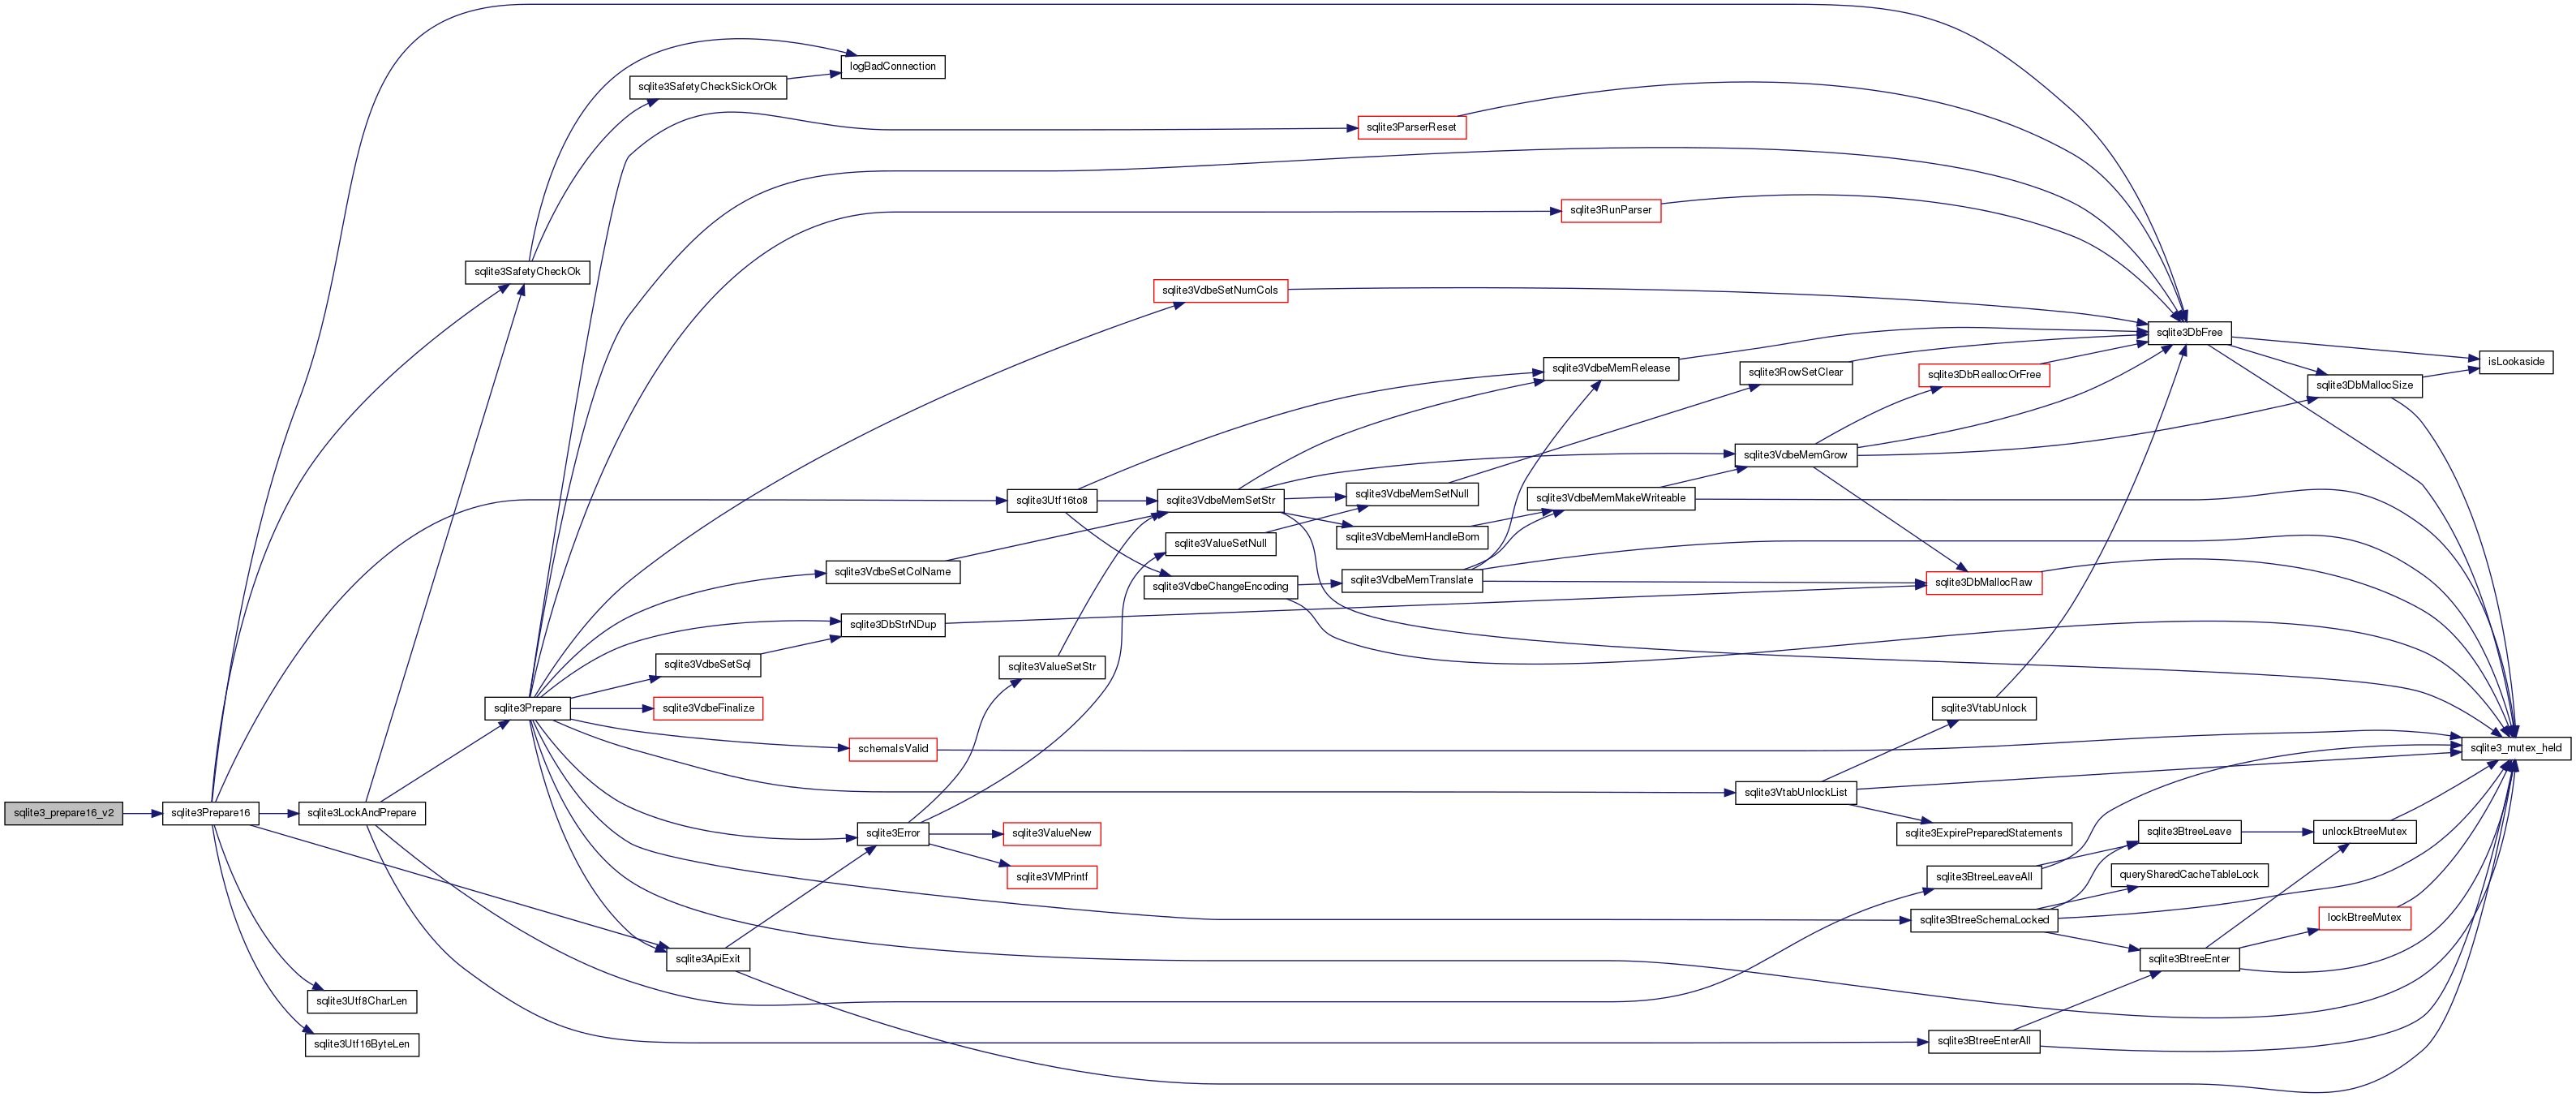 logBadConnection
sqlite3SafetyCheckSickOrOk
sqlite3ParserReset
sqlite3RunParser
sqlite3SafetyCheckOk
sqlite3VdbeSetNumCols
sqlite3DbFree
isLookaside
sqlite3VdbeMemRelease
sqlite3RowSetClear
sqlite3DbReallocOrFree
sqlite3DbMallocSize
sqlite3VdbeMemGrow
sqlite3Utf16to8
sqlite3VdbeMemSetStr
sqlite3VdbeMemSetNull
sqlite3VdbeMemMakeWriteable
sqlite3ValueSetNull
sqlite3VdbeMemHandleBom
sqlite3VdbeSetColName
sqlite3VdbeChangeEncoding
sqlite3VdbeMemTranslate
sqlite3DbMallocRaw
sqlite3DbStrNDup
sqlite3VdbeSetSql
sqlite3ValueSetStr
sqlite3Prepare
sqlite3VdbeFinalize
sqlite3VtabUnlock
schemaIsValid
sqlite3_mutex_held
sqlite3VtabUnlockList
sqlite3_prepare16_v2
sqlite3Prepare16
sqlite3LockAndPrepare
sqlite3Error
sqlite3ValueNew
sqlite3ExpirePreparedStatements
sqlite3BtreeLeave
unlockBtreeMutex
sqlite3VMPrintf
sqlite3BtreeLeaveAll
querySharedCacheTableLock
sqlite3BtreeSchemaLocked
lockBtreeMutex
sqlite3ApiExit
sqlite3BtreeEnter
sqlite3Utf8CharLen
sqlite3Utf16ByteLen
sqlite3BtreeEnterAll